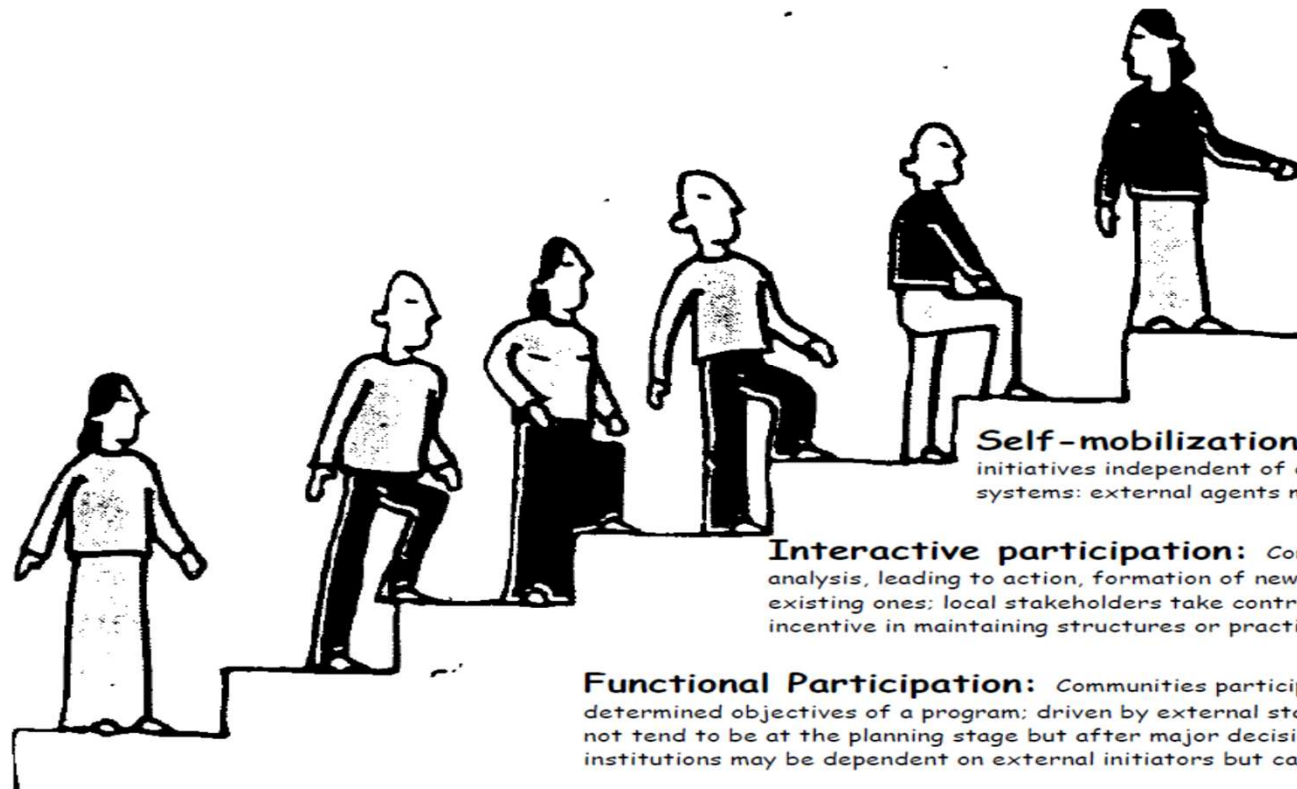 Self-mobilization
initiatives independent of
systems: external agents
Interactive participation:
analysis, leading to action, formation of new
existing ones; local stakeholders take
incentive in maintaining structures or
Functional Participation: Communities
determined objectives of a program; driven by external
not tend to be at the planning stage but after major
institutions may be dependent on external initiators but